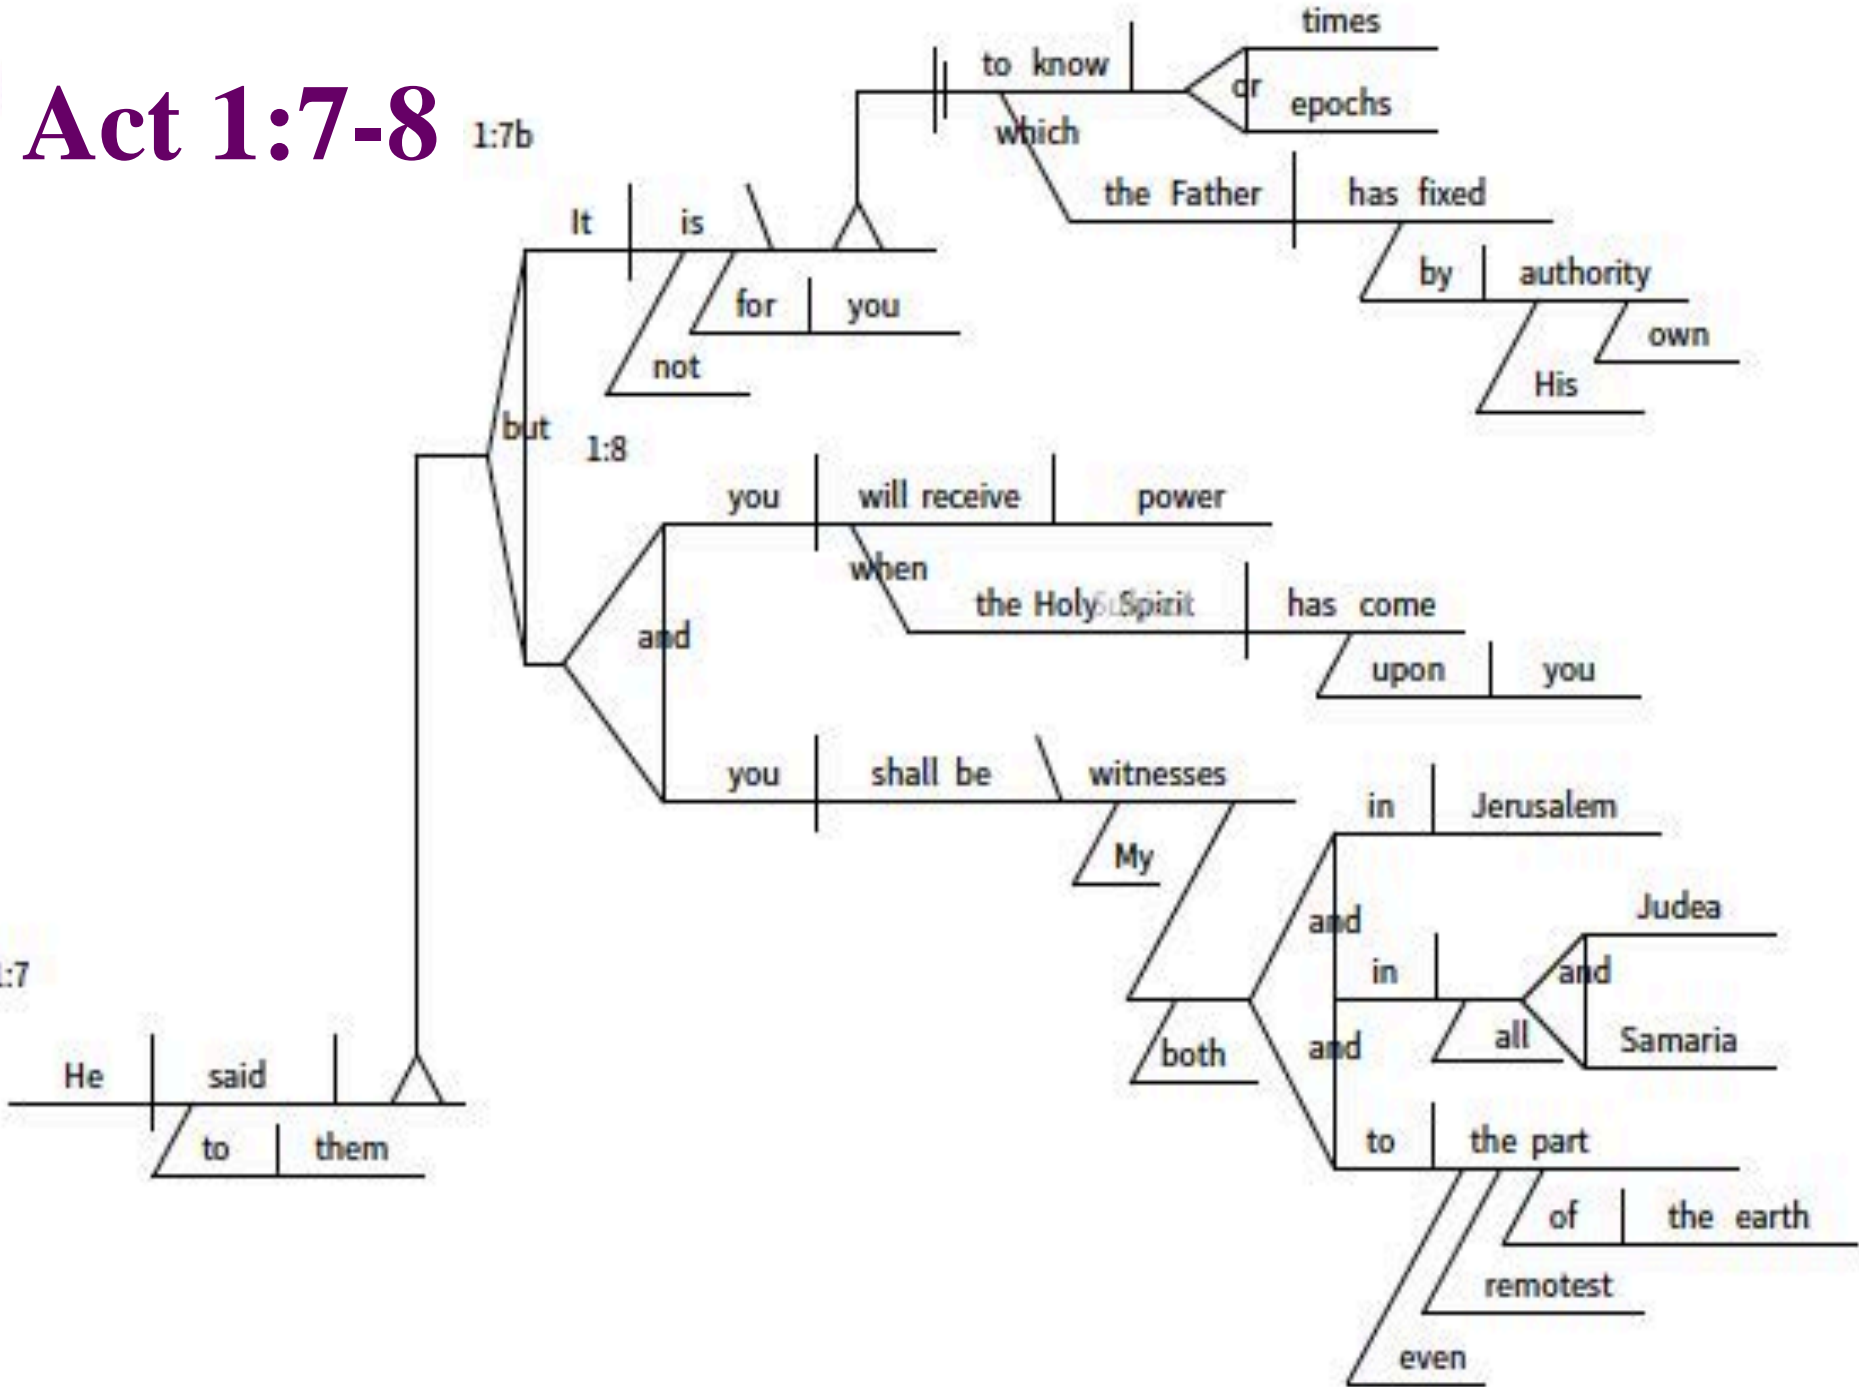 times
to know
or
epochs
Act 1:7-8
1:7b
which
the Father has fixed
It is
by authority
for you
own
not
His
but
1:8
you will receive power
when
the Holy Spirit has come
and
upon you
you shall be witnesses
in Jerusalem
My
Judea
and
in
and
1:7
all
Samaria
both
and
He said
to the part
to them
of the earth
remotest
even